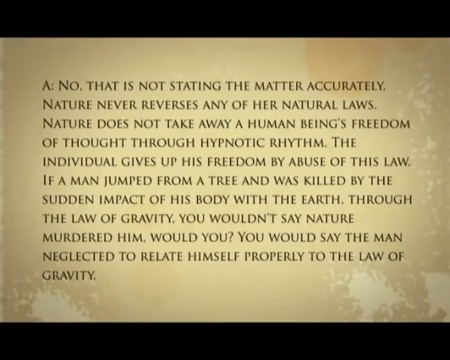 A: No, that is not stating the matter accurately.
Nature never reverses any of her natural laws.
Nature does not take away a human being's freedom
of thought through hypnotic rhythm. The
individual gives up his freedom by abuse of this law.
If a man jumped from a tree and was killed by the
sudden impact of his body with the earth, through
the law of gravity, you wouldn't say nature
murdered him, would you? You would say the man
neglected to relate himself properly to the law of
gravity.